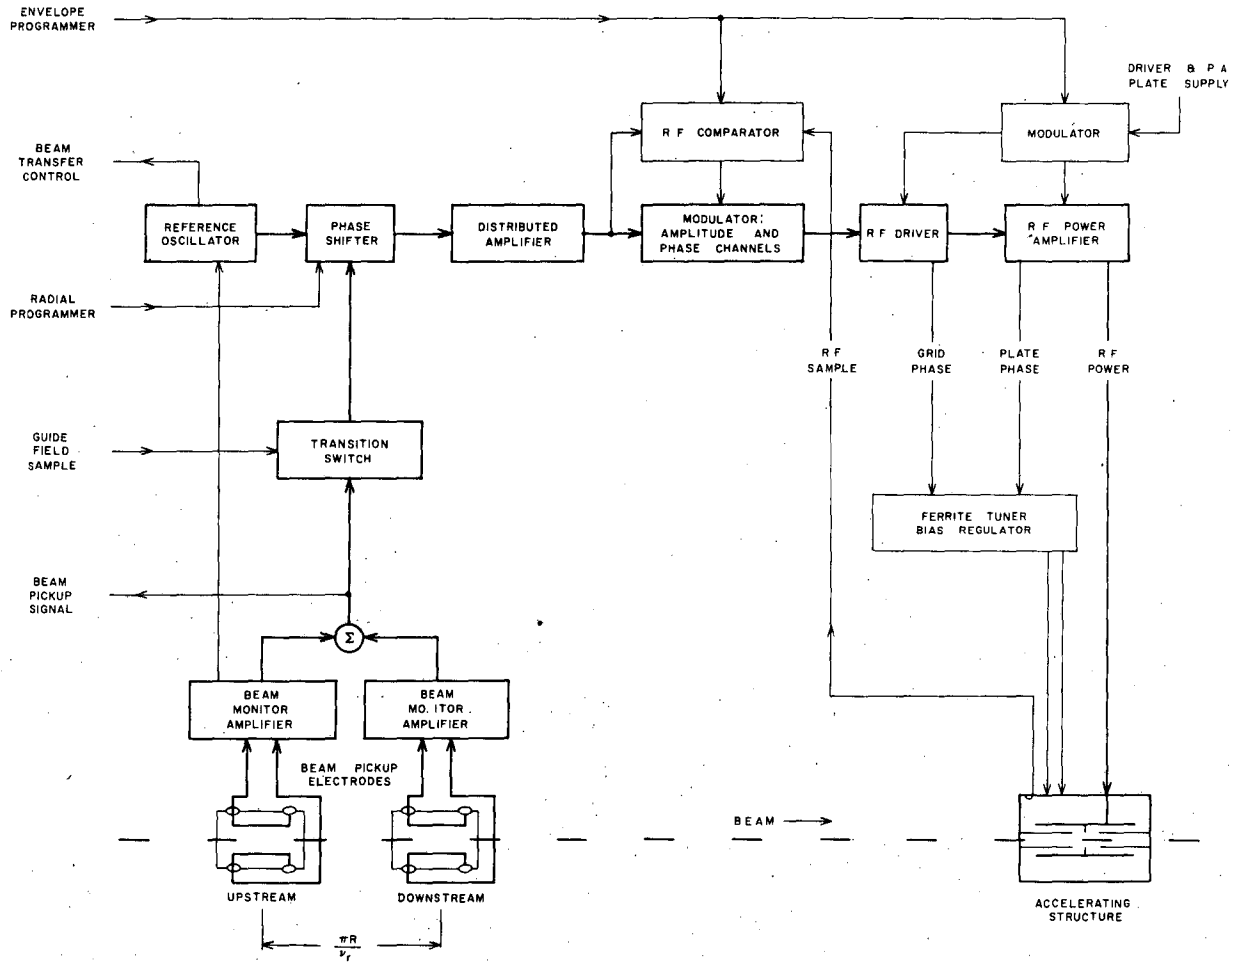 ENVELOPE
PROGRAMMER
DRIVER & P A
PLATE SUPPLY
R F COMPARATOR
MODULATOR
BEAM
TRANSFER
CONTROL
REFERENCE
OSCILLATOR
PHASE
SHIFTER
DISTRIBUTED
AMPLIFIER
MODULATOR:
AMPLITUDE AND
PHASE CHANNELS
R F DRIVER
R F POWER
AMPLIFIER
RADIAL
PROGRAMMER
R F
SAMPLE
GRID
PHASE
PLATE
PHASE
R F
POWER
GUIDE
FIELD
SAMPLE
TRANSITION
SWITCH
FERRITE TUNER
BIAS REGULATOR
BEAM
PICKUP
SIGNAL
Σ
BEAM
MONITOR
AMPLIFIER
BEAM
MO. ITOR
AMPLIFIER
BEAM PICKUP
ELECTRODES
BEAM
UPSTREAM
DOWNSTREAM
ACCELERATING
STRUCTURE
πR
νr